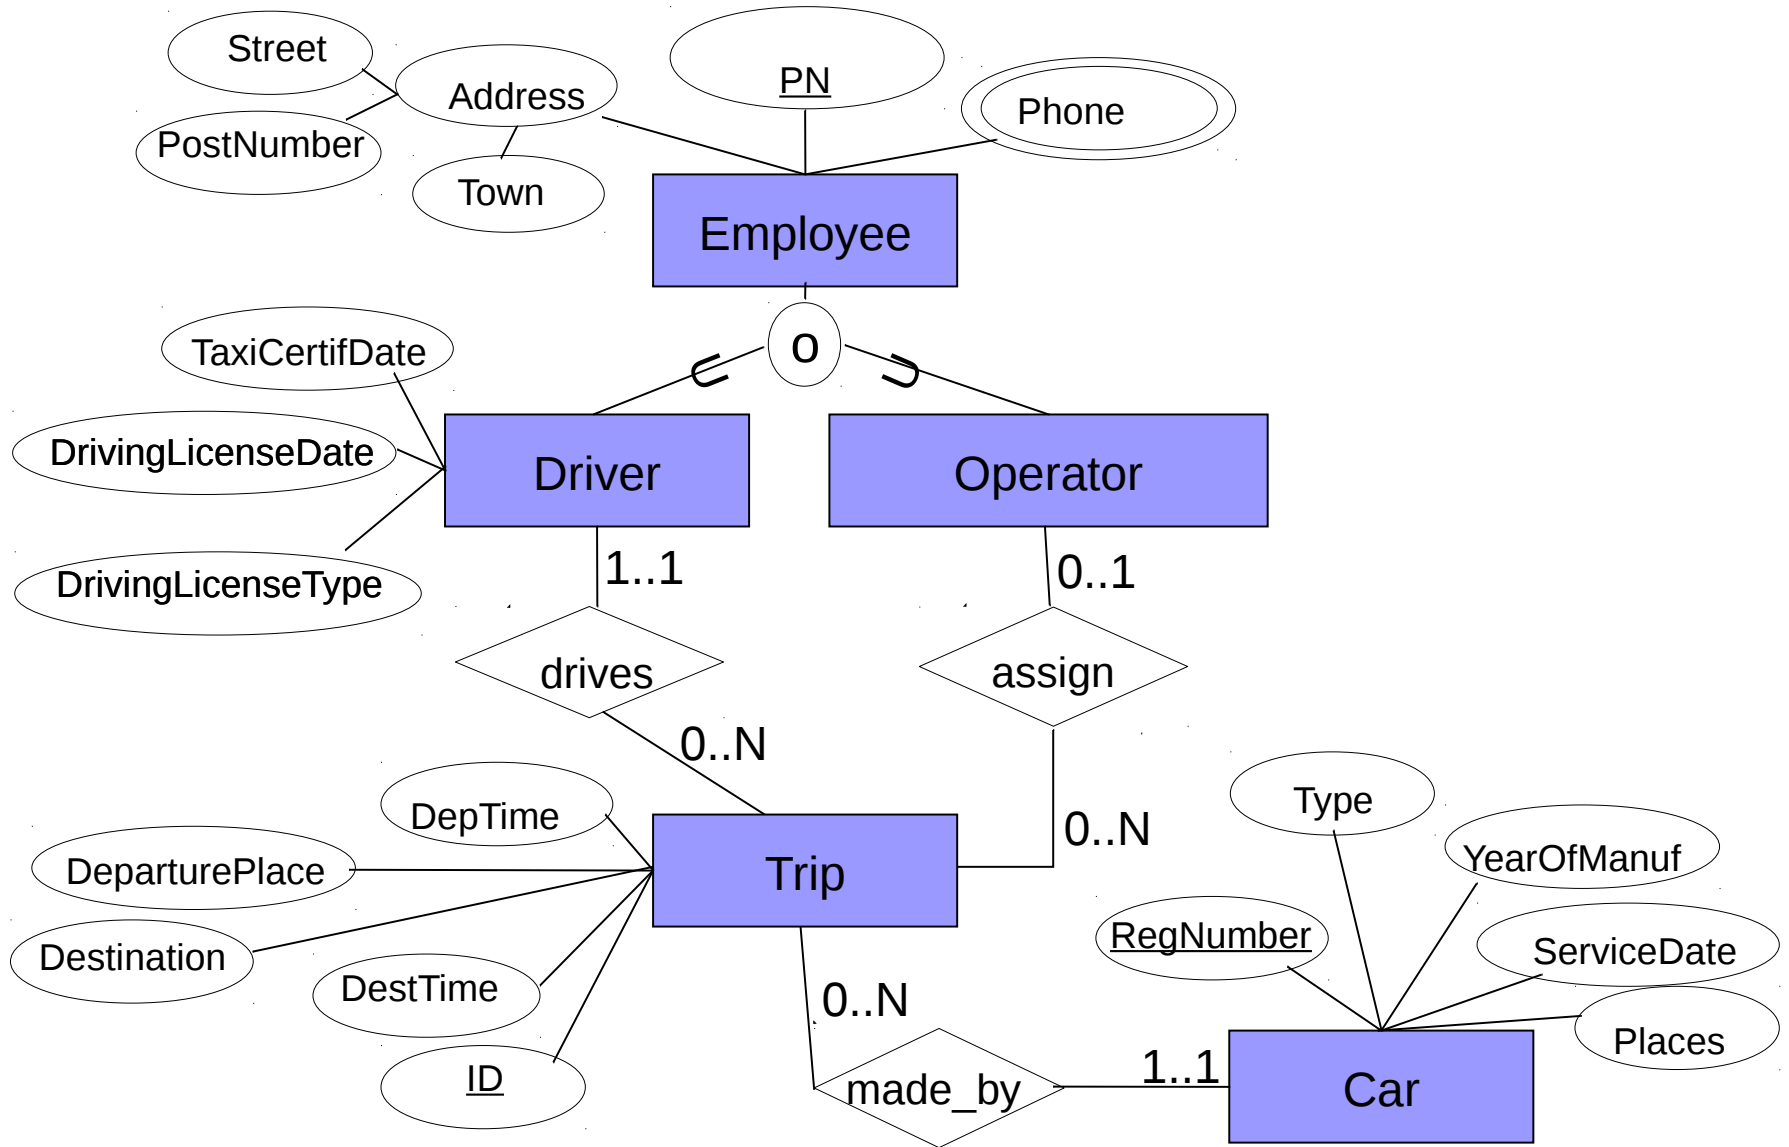 Street
PN
Address
Phone
PostNumber
Town
Employee
o
TaxiCertifDate
DrivingLicenseDate
Driver
Operator
1..1
0..1
DrivingLicenseType
drives
assign
0..N
DepTime
Type
0..N
DeparturePlace
Trip
YearOfManuf
RegNumber
Destination
ServiceDate
DestTime
0..N
Places
ID
made_by
1..1
Car